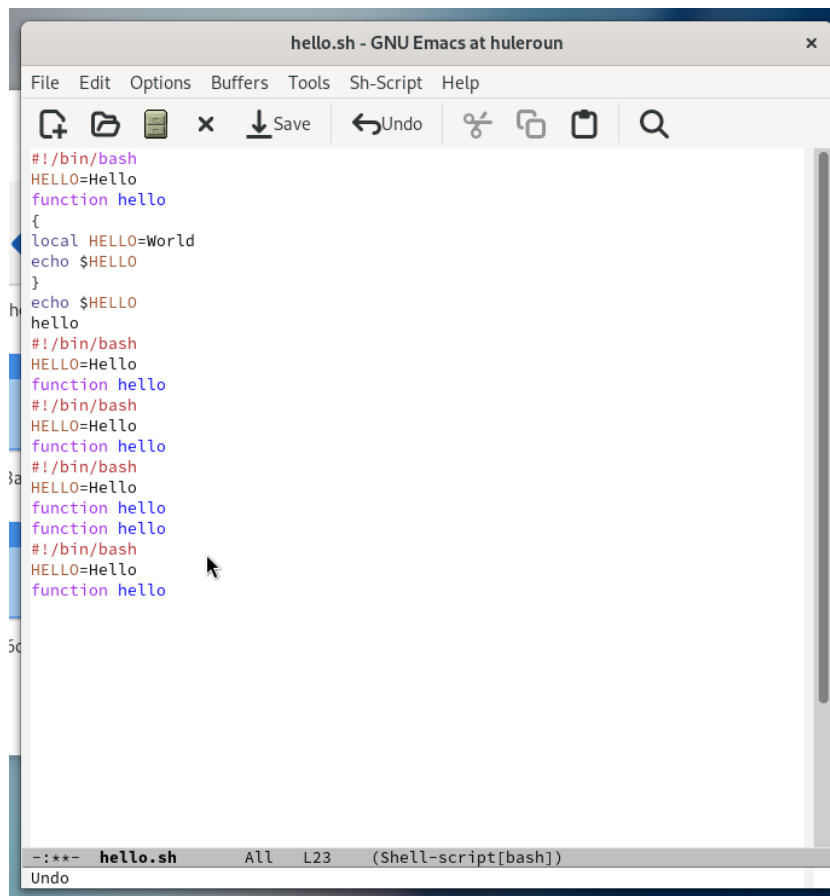 hello.sh - GNU Emacs at huleroun
File Edit Options Buffers Tools Sh-Script Help
Save Undo
#!/bin/bash
HELLO=Hello
function hello
{
local HELLO=World
echo $HELLO
}
echo $HELLO
hello
#!/bin/bash
HELLO=Hello
function hello
#!/bin/bash
HELLO=Hello
function hello
#!/bin/bash
HELLO=Hello
function hello
function hello
#!/bin/bash
HELLO=Hello
function hello
-:**- hello.sh All L23 (Shell-script[bash])
Undo